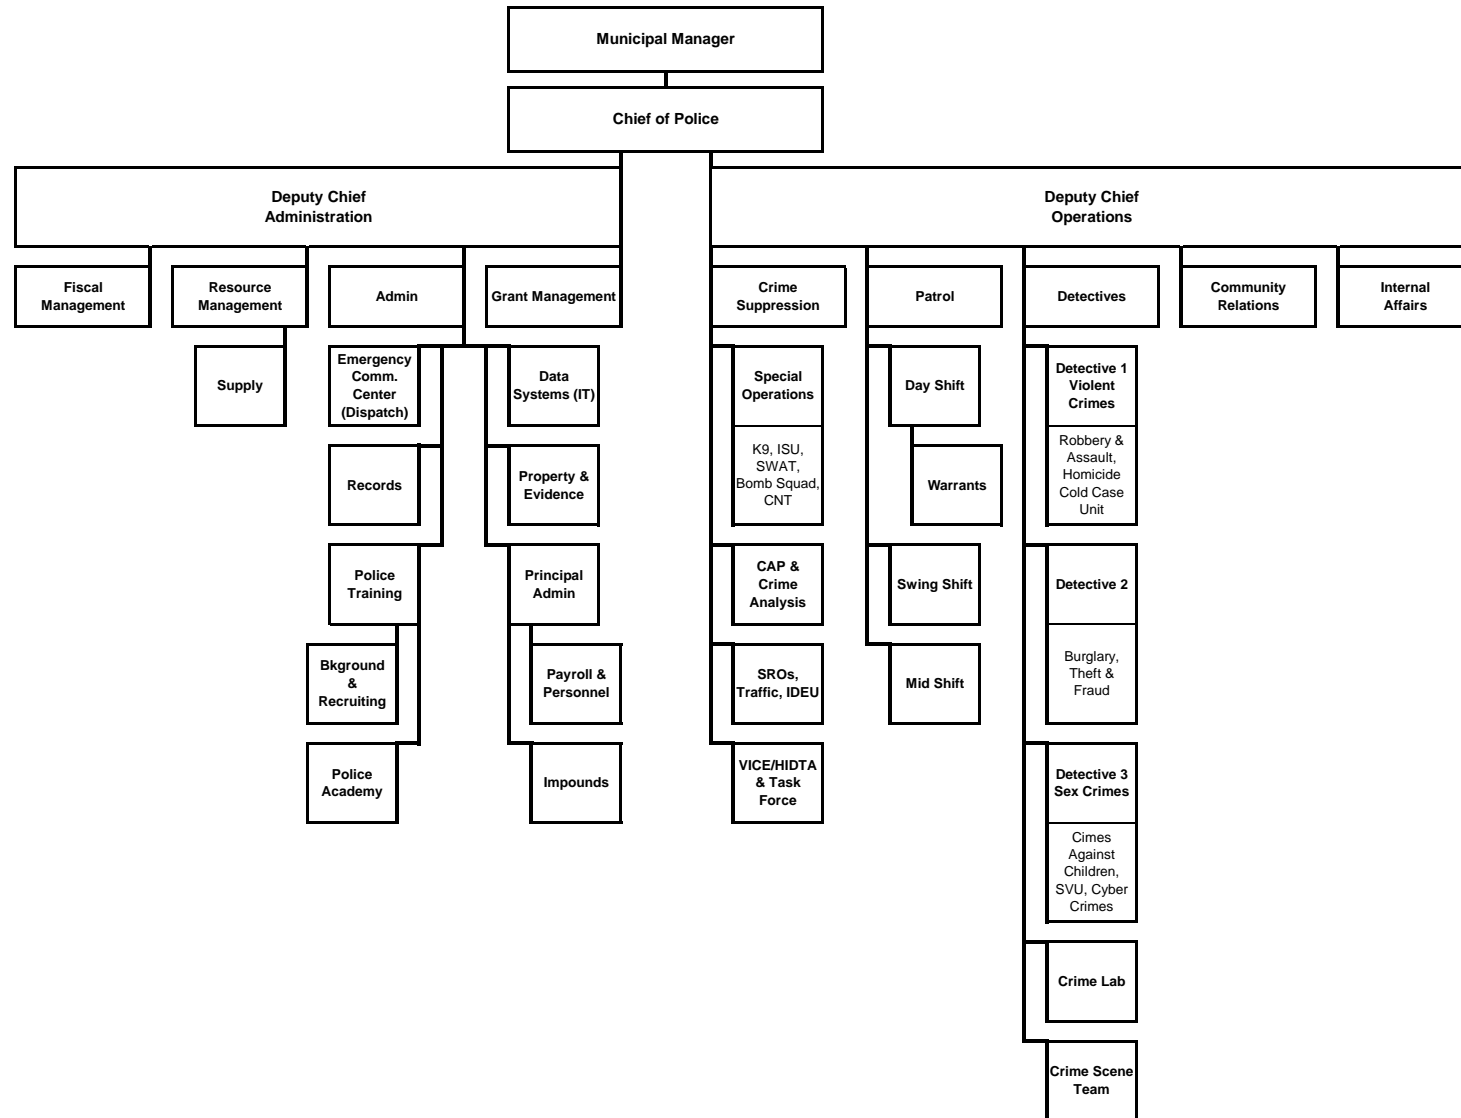 Municipal Manager
Chief of Police
Deputy Chief
Administration
Deputy Chief
Operations
Fiscal
Management
Resource
Management
Admin
Grant Management
Crime
Suppression
Patrol
Detectives
Community
Relations
Internal
Affairs
Supply
Emergency
Comm.
Center
(Dispatch)
Data
Systems (IT)
Special
Operations
Day Shift
Detective 1
Violent
Crimes
Records
Property &
Evidence
K9, ISU,
SWAT,
Bomb Squad,
CNT
Warrants
Robbery &
Assault,
Homicide
Cold Case
Unit
Police
Training
Principal
Admin
CAP &
Crime
Analysis
Swing Shift
Detective 2
Bkground
&
Recruiting
Payroll &
Personnel
SROs,
Traffic, IDEU
Mid Shift
Burglary,
Theft &
Fraud
Police
Academy
Impounds
VICE/HIDTA
& Task
Force
Detective 3
Sex Crimes
Cimes
Against
Children,
SVU, Cyber
Crimes
Crime Lab
Crime Scene
Team